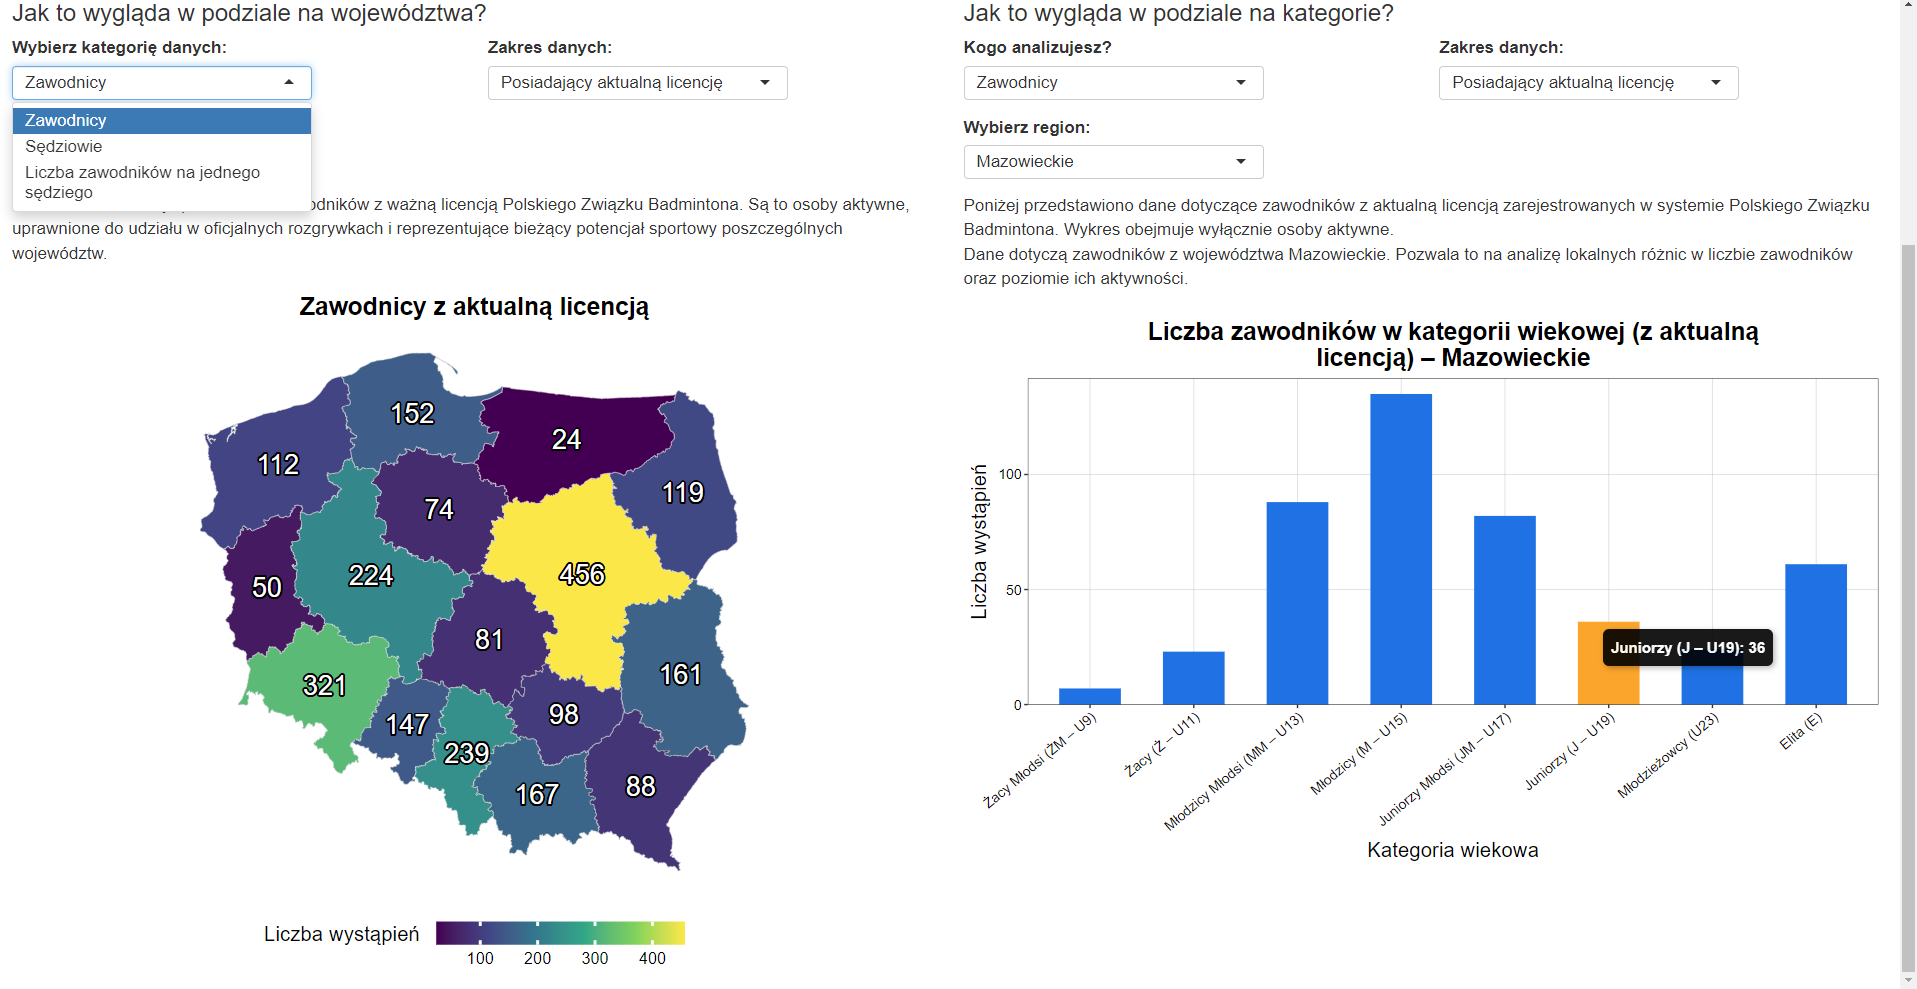 Jak to wygląda w podziale na województwa?
Wybierz kategorię danych:
Zakres danych:
Zawodnicy
Posiadający aktualną licencję
Zawodnicy
Sędziowie
Liczba zawodników na jednego
sędziego
dników z ważną licencją Polskiego Związku Badmintona. Są to osoby aktywne,
uprawnione do udziału w oficjalnych rozgrywkach i reprezentujące bieżący potencjał sportowy poszczególnych
województw.
Zawodnicy z aktualną licencją
152
24
112
119
74
50
224
456
81
161
321
98
147
239
167
88
Liczba wystąpień
100 200 300 400
Jak to wygląda w podziale na kategorie?
Kogo analizujesz?
Zakres danych:
Zawodnicy
Posiadający aktualną licencję
Wybierz region:
Mazowieckie
Poniżej przedstawiono dane dotyczące zawodników z aktualną licencją zarejestrowanych w systemie Polskiego Związku
Badmintona. Wykres obejmuje wyłącznie osoby aktywne.
Dane dotyczą zawodników z województwa Mazowieckie. Pozwala to na analizę lokalnych różnic w liczbie zawodników
oraz poziomie ich aktywności.
Liczba zawodników w kategorii wiekowej (z aktualną
licencją) – Mazowieckie
Liczba wystąpień
100
50
0
Juniorzy (J – U19): 36
Żacy Młodsi (ŻM – U9)
Żacy (Ż – U11)
Młodzicy Młodsi (MM – U13)
Młodzicy (M – U15)
Juniorzy Młodsi (JM – U17)
Juniorzy (J – U19)
Młodzieżowcy (U23)
Elita (E)
Kategoria wiekowa